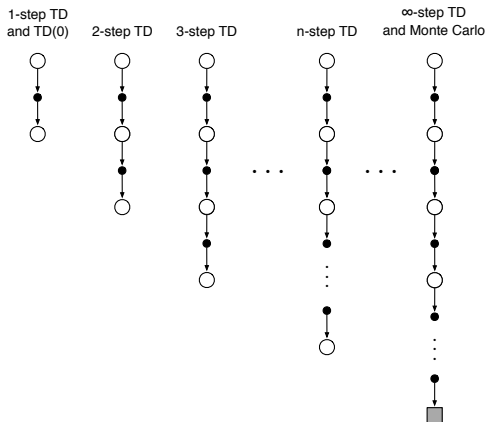 1-step TD
and TD(0)
2-step TD
3-step TD
n-step TD
∞-step TD
and Monte Carlo